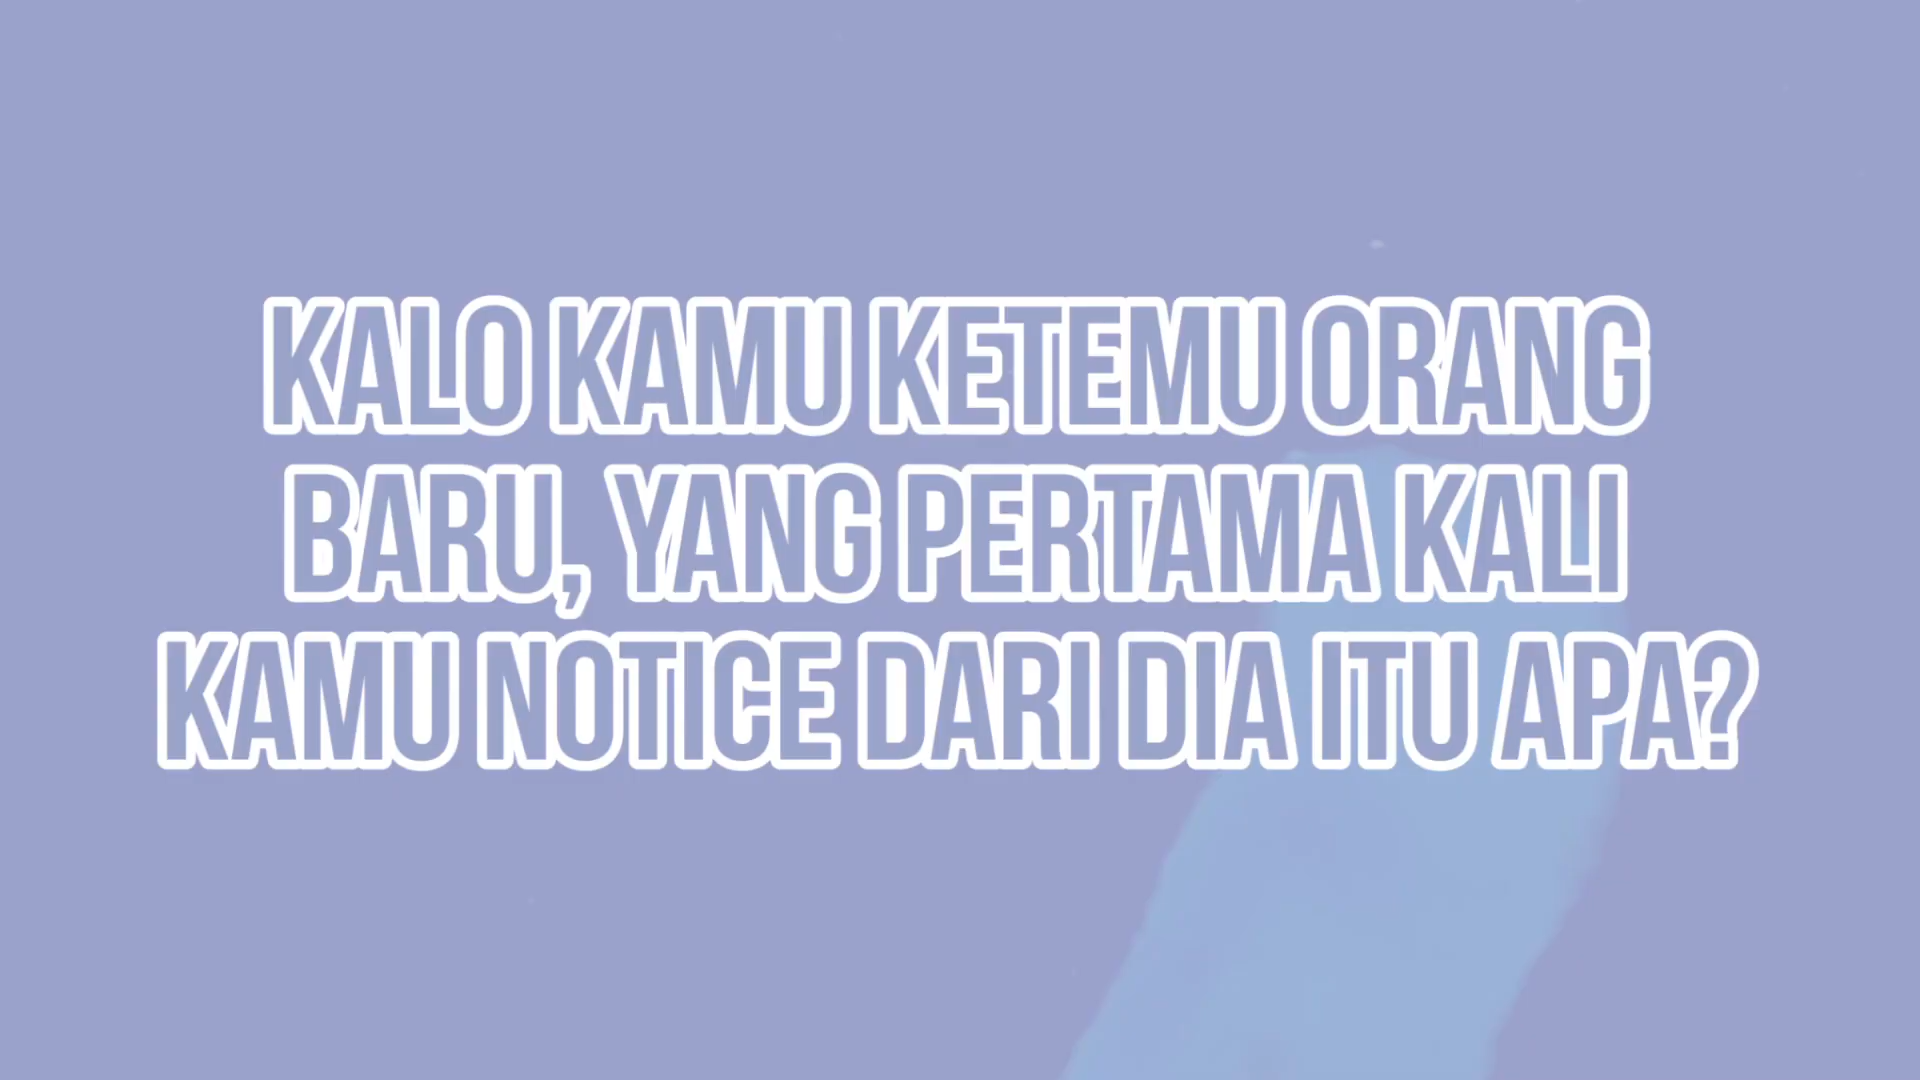 KALO KAMU KETEMU ORANG
BARU, YANG PERTAMA KALI
KAMU NOTICE DARI DIA ITU APA?